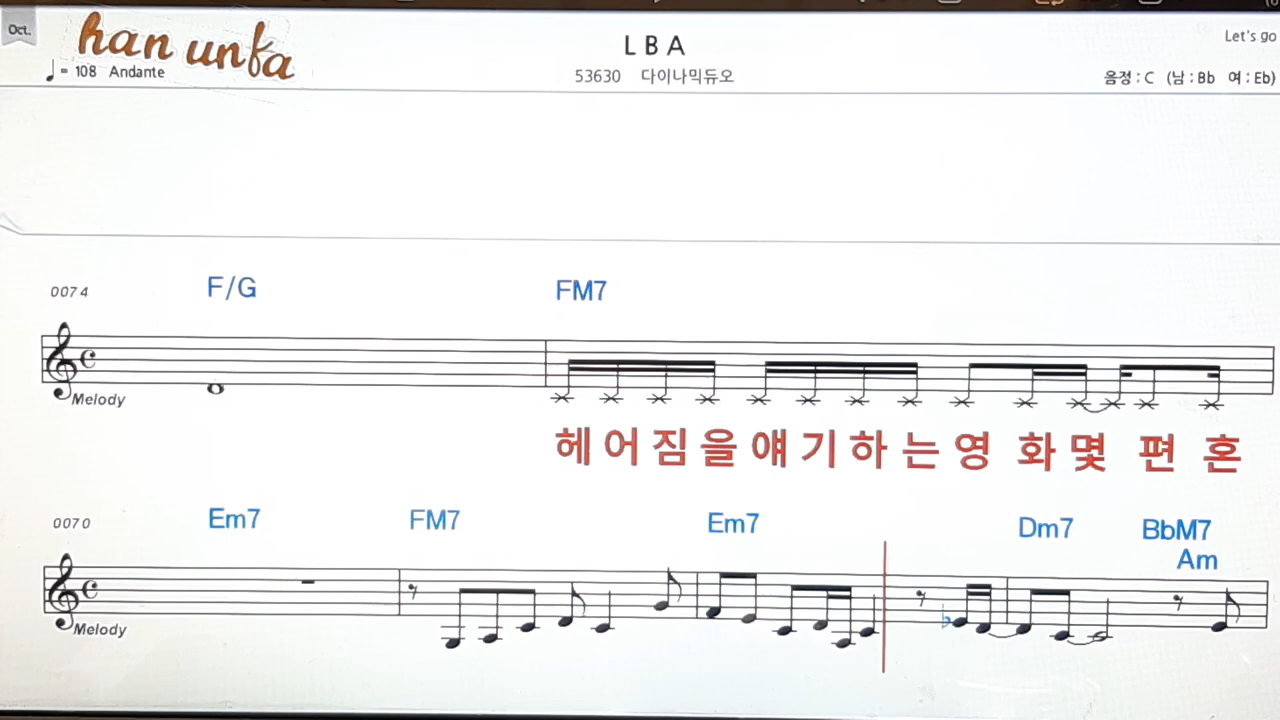 Oct.
han unfa
LBA
Let's go
♩= 108 Andante
53630 다이나믹듀오
음정 : C (남 : Bb 여 : Eb)
0074 F/G FM7
Melody
헤어짐을얘기하는영 화몇 편 혼
0070 Em7 FM7 Em7 Dm7 BbM7
Am
Melody